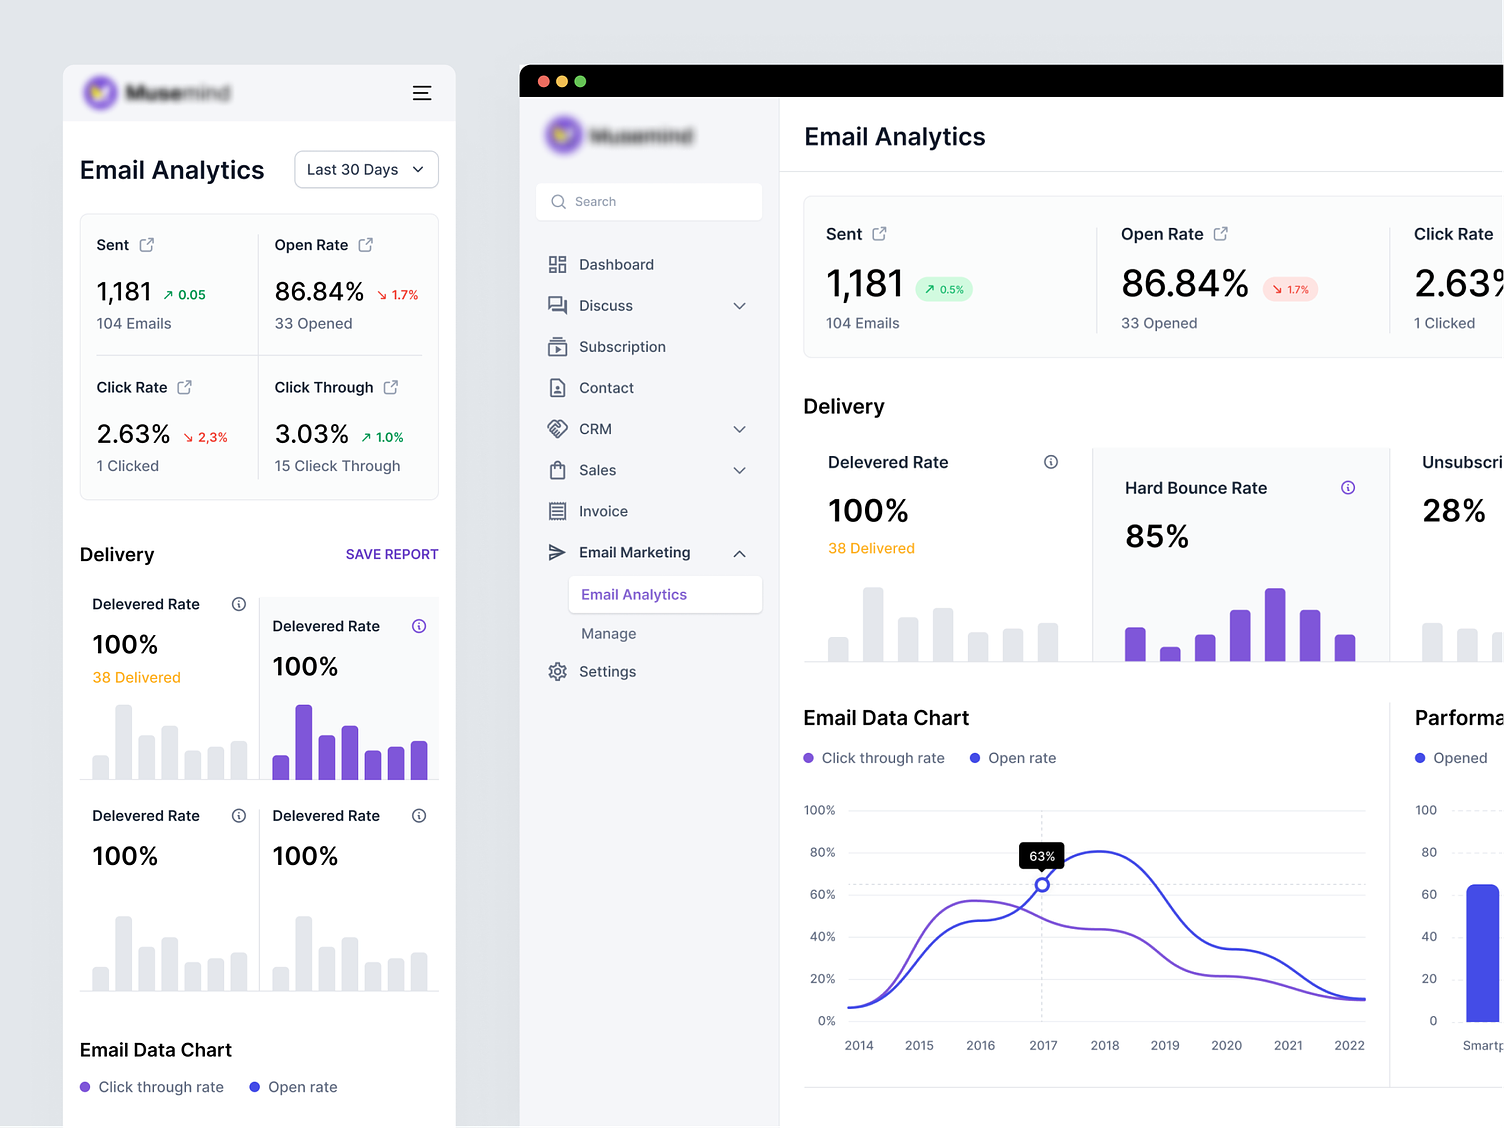 Musemind
Email Analytics
Last 30 Days
Sent
1,181
0.05
104 Emails
Open Rate
86.84%
1.7%
33 Opened
Click Rate
2.63%
2,3%
1 Clicked
Click Through
3.03%
1.0%
15 Clieck Through
Delivery
SAVE REPORT
Delevered Rate
100%
38 Delivered
Delevered Rate
100%
Delevered Rate
100%
Delevered Rate
100%
Email Data Chart
Click through rate
Open rate
Musemind
Search
Dashboard
Discuss
Subscription
Contact
CRM
Sales
Invoice
Email Marketing
Email Analytics
Manage
Settings
Email Analytics
Sent
1,181
0.5%
104 Emails
Open Rate
86.84%
1.7%
33 Opened
Click Rate
2.63%
1 Clicked
Delivery
Delevered Rate
100%
38 Delivered
Hard Bounce Rate
85%
Unsubscri
28%
Email Data Chart
Click through rate
Open rate
100%
80%
60%
40%
20%
0%
63%
2014 2015 2016 2017 2018 2019 2020 2021 2022
Parforma
Opened
100
80
60
40
20
0
Smartp